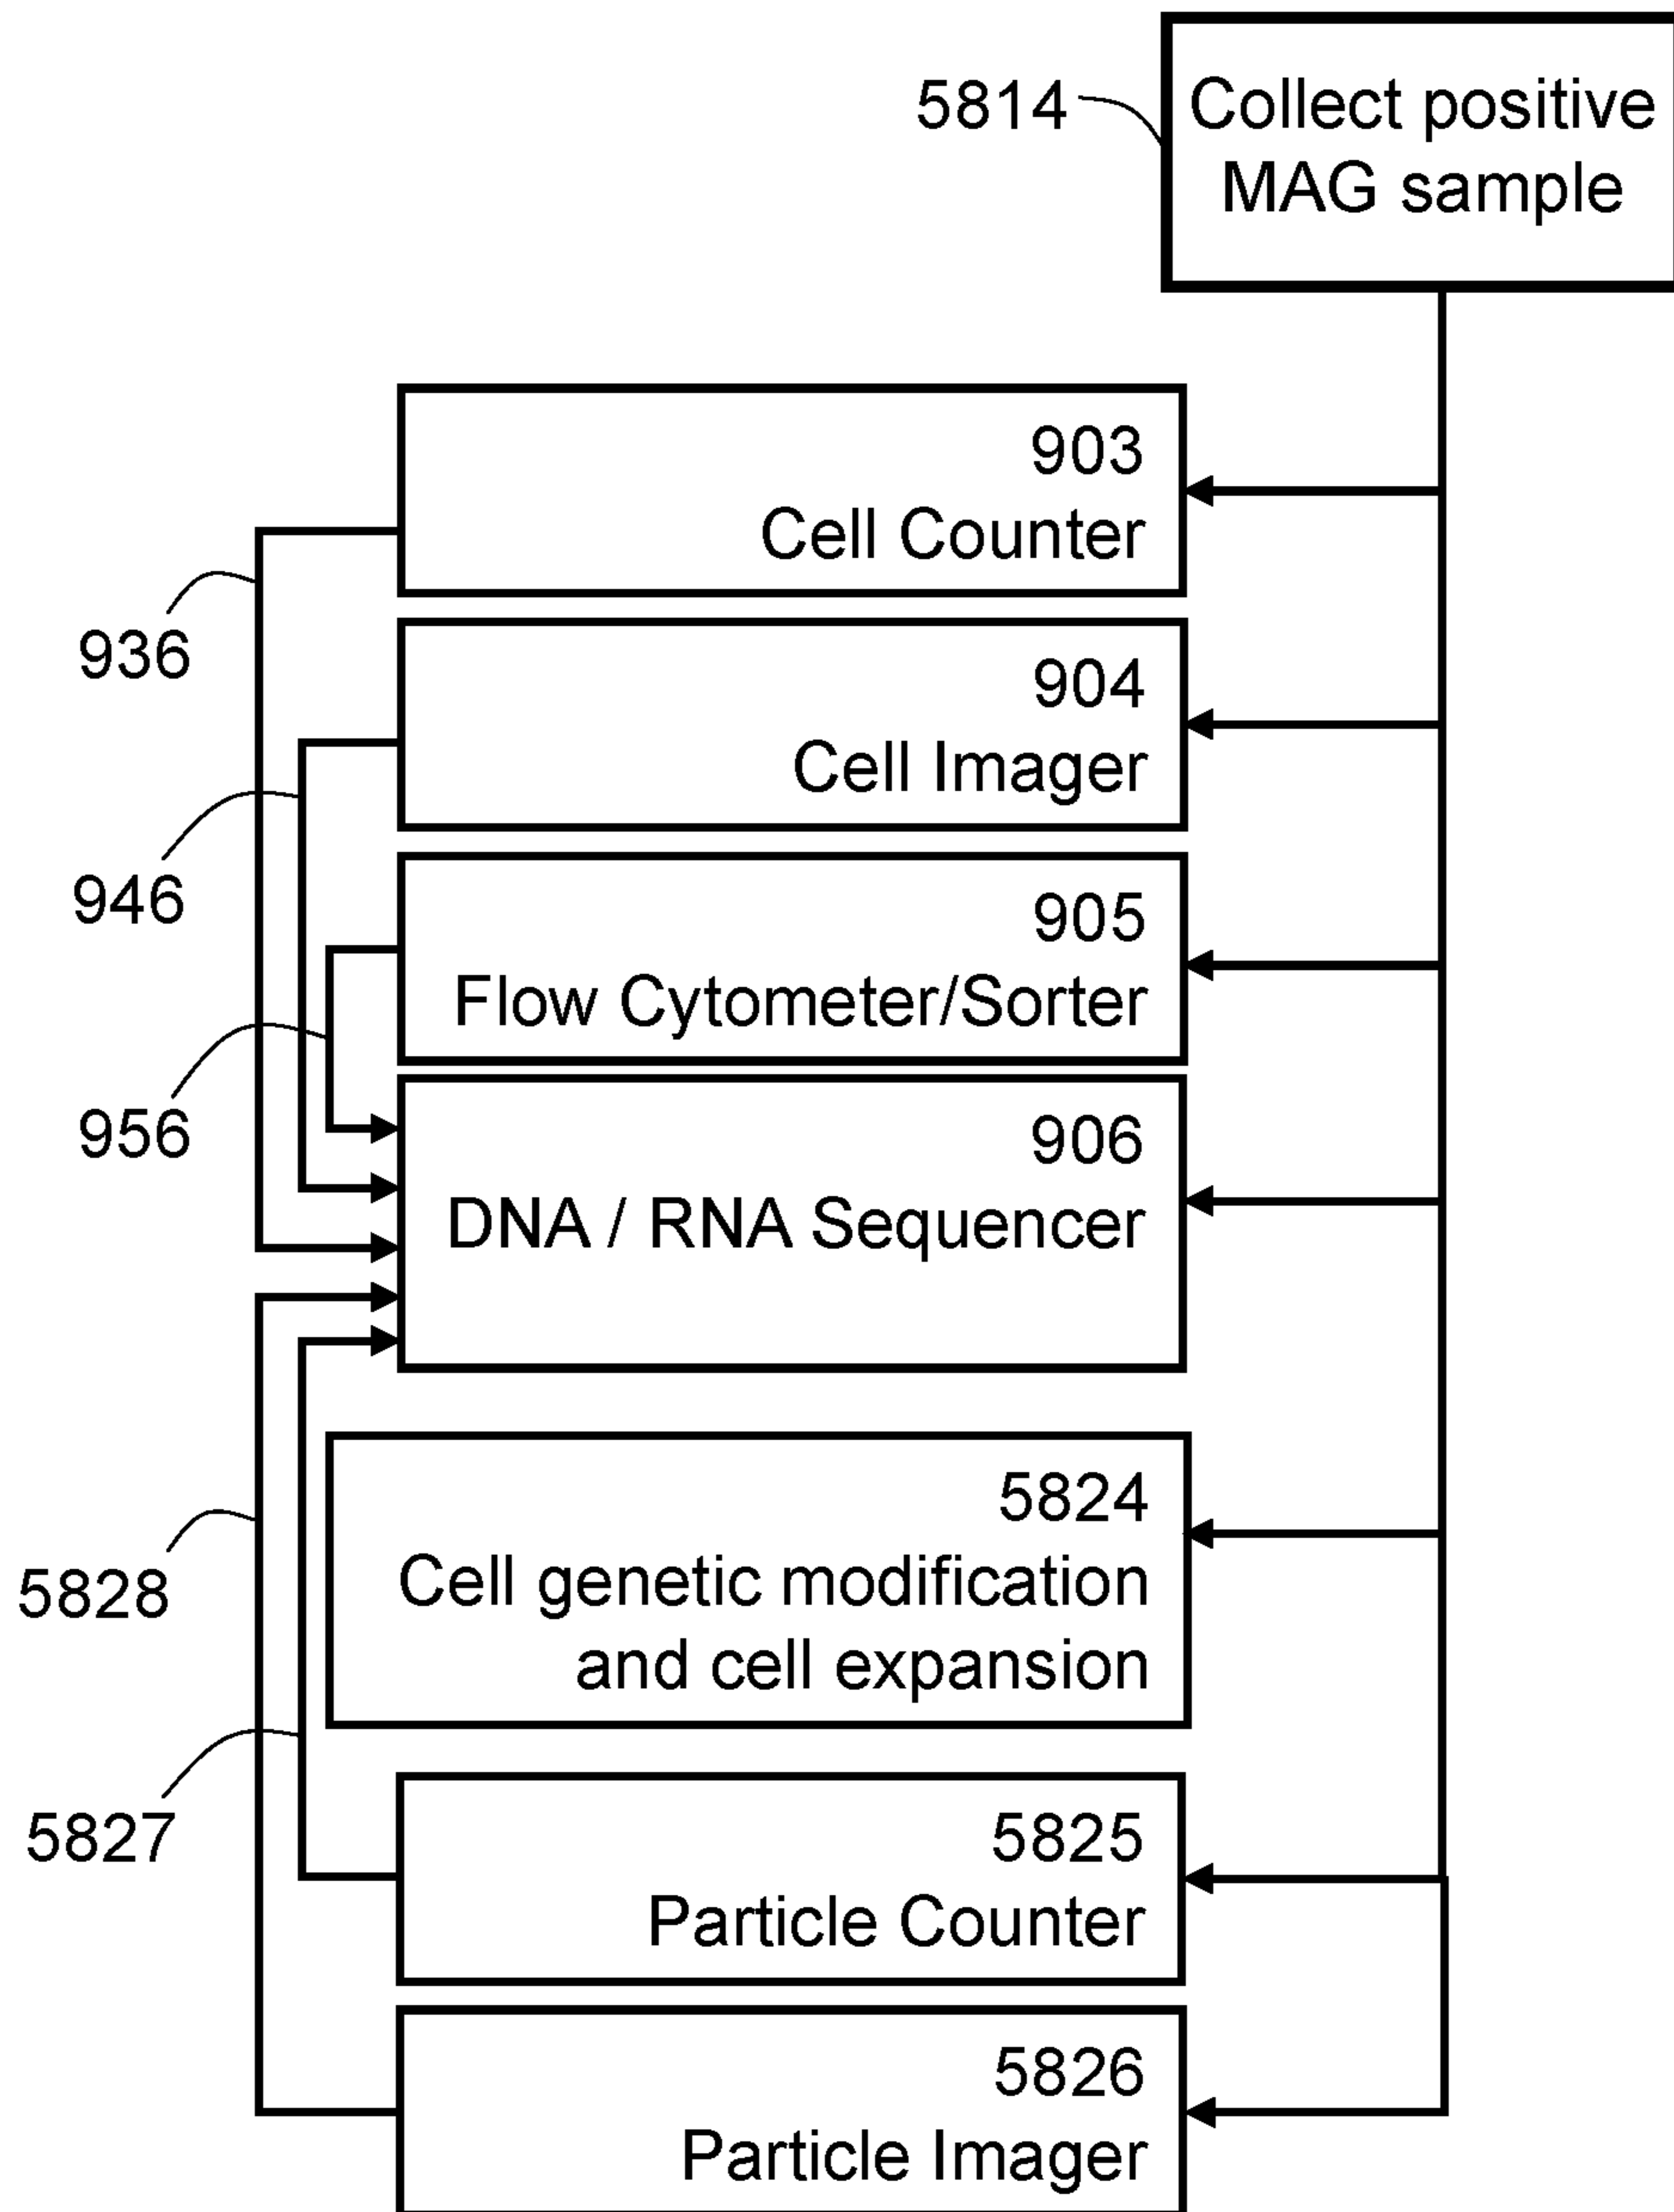 5814
Collect positive
MAG sample
903
Cell Counter
936
904
Cell Imager
946
905
Flow Cytometer/Sorter
956
906
DNA / RNA Sequencer
5824
Cell genetic modification
and cell expansion
5828
5827
5825
Particle Counter
5826
Particle Imager